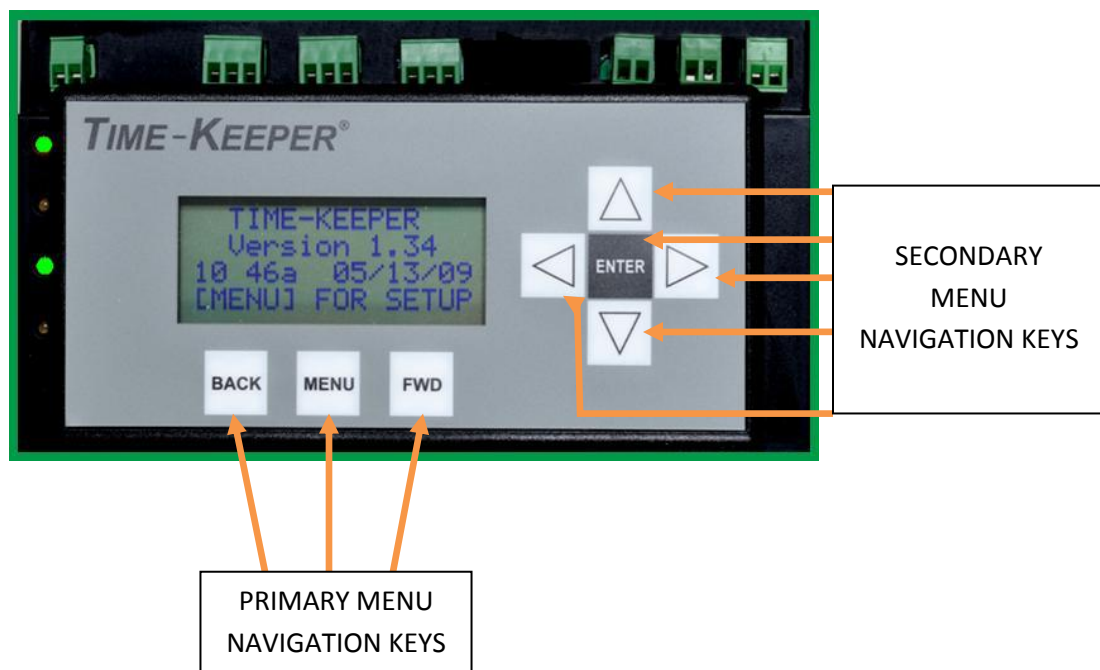 TIME-KEEPER®
TIME-KEEPER
Version 1.34
10 46a 05/13/09
[MENU] FOR SETUP
ENTER
BACK MENU FWD
SECONDARY
MENU
NAVIGATION KEYS
PRIMARY MENU
NAVIGATION KEYS